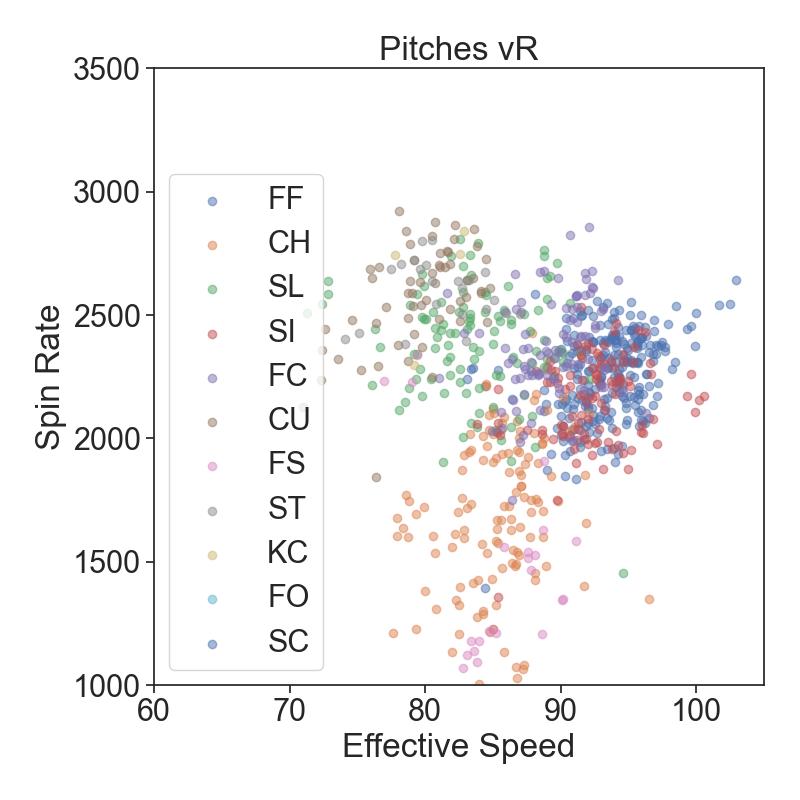 Pitches vR
3500
3000
2500
2000
1500
1000
Spin Rate
FF
CH
SL
SI
FC
CU
FS
ST
KC
FO
SC
60 70 80 90 100
Effective Speed